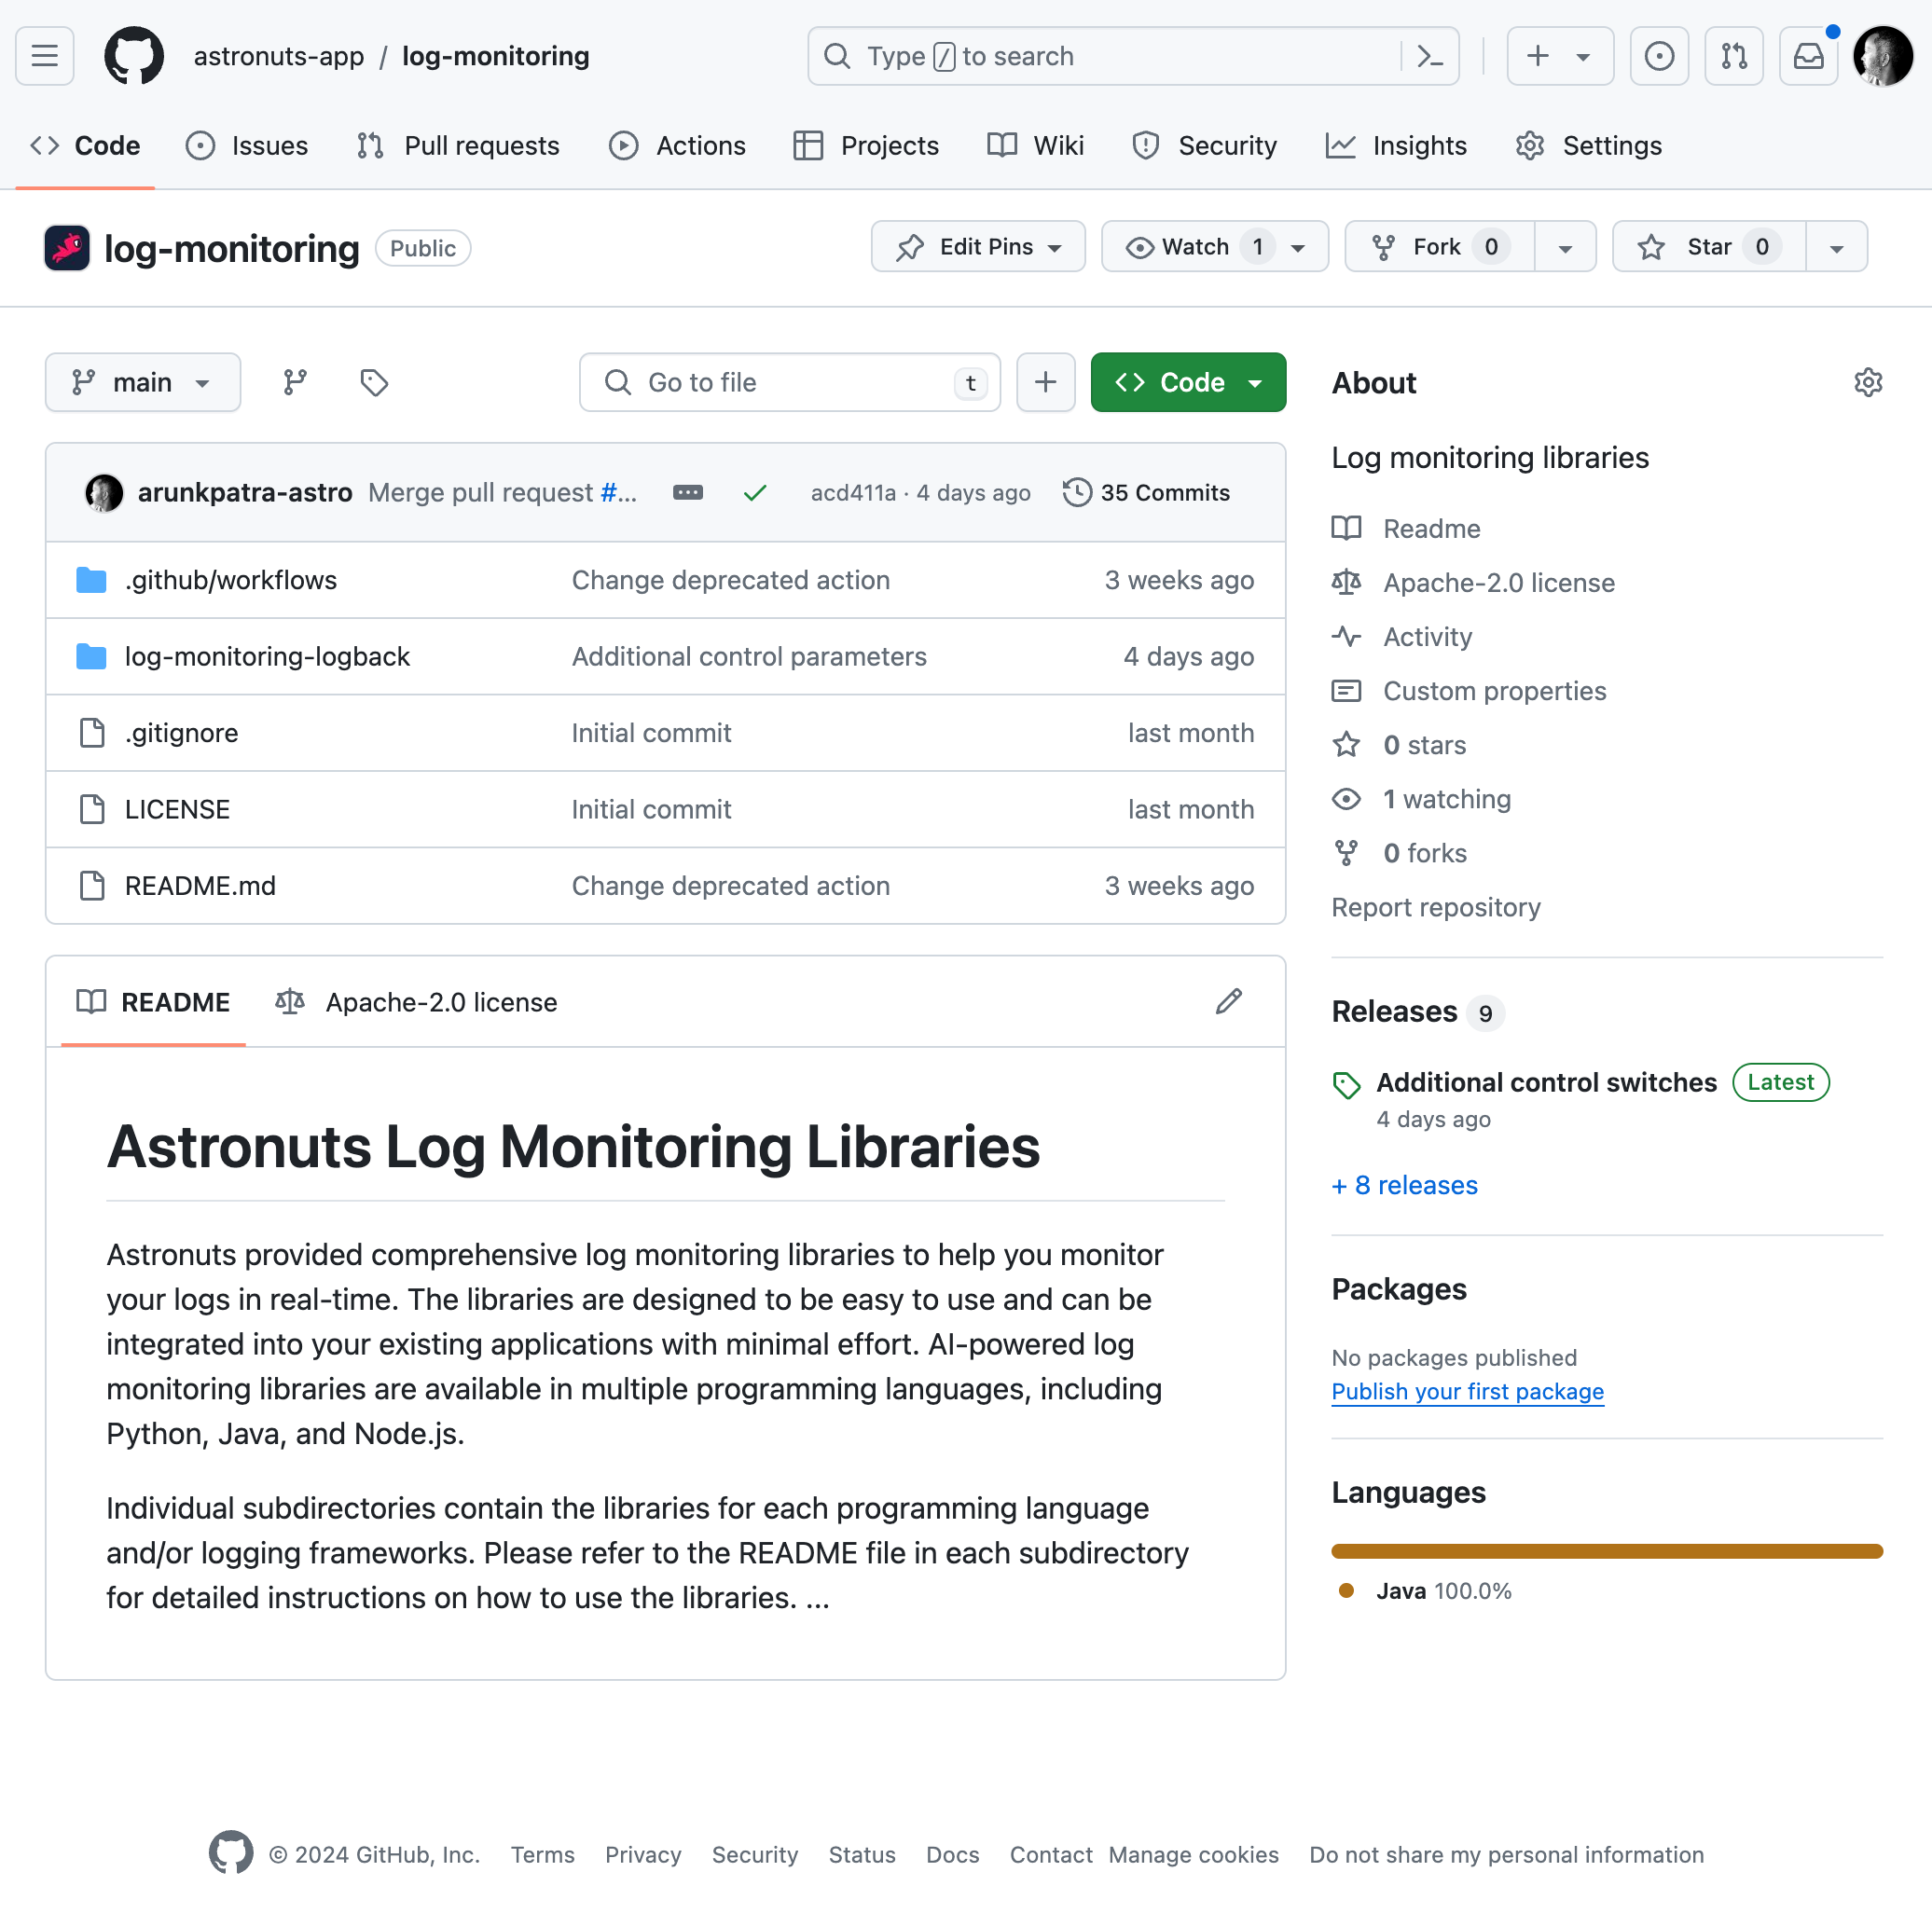 astronuts-app / log-monitoring
Type / to search
Code Issues Pull requests Actions Projects Wiki Security Insights Settings
log-monitoring Public
Edit Pins Watch 1 Fork 0 Star 0
main Go to file t + Code
arunkpatra-astro Merge pull request #... acd411a · 4 days ago 35 Commits
.github/workflows Change deprecated action 3 weeks ago
log-monitoring-logback Additional control parameters 4 days ago
.gitignore Initial commit last month
LICENSE Initial commit last month
README.md Change deprecated action 3 weeks ago
README Apache-2.0 license
Astronuts Log Monitoring Libraries
Astronuts provided comprehensive log monitoring libraries to help you monitor
your logs in real-time. The libraries are designed to be easy to use and can be
integrated into your existing applications with minimal effort. AI-powered log
monitoring libraries are available in multiple programming languages, including
Python, Java, and Node.js.
Individual subdirectories contain the libraries for each programming language
and/or logging frameworks. Please refer to the README file in each subdirectory
for detailed instructions on how to use the libraries. ...
About
Log monitoring libraries
Readme
Apache-2.0 license
Activity
Custom properties
0 stars
1 watching
0 forks
Report repository
Releases 9
Additional control switches Latest
4 days ago
+ 8 releases
Packages
No packages published
Publish your first package
Languages
Java 100.0%
© 2024 GitHub, Inc. Terms Privacy Security Status Docs Contact Manage cookies Do not share my personal information